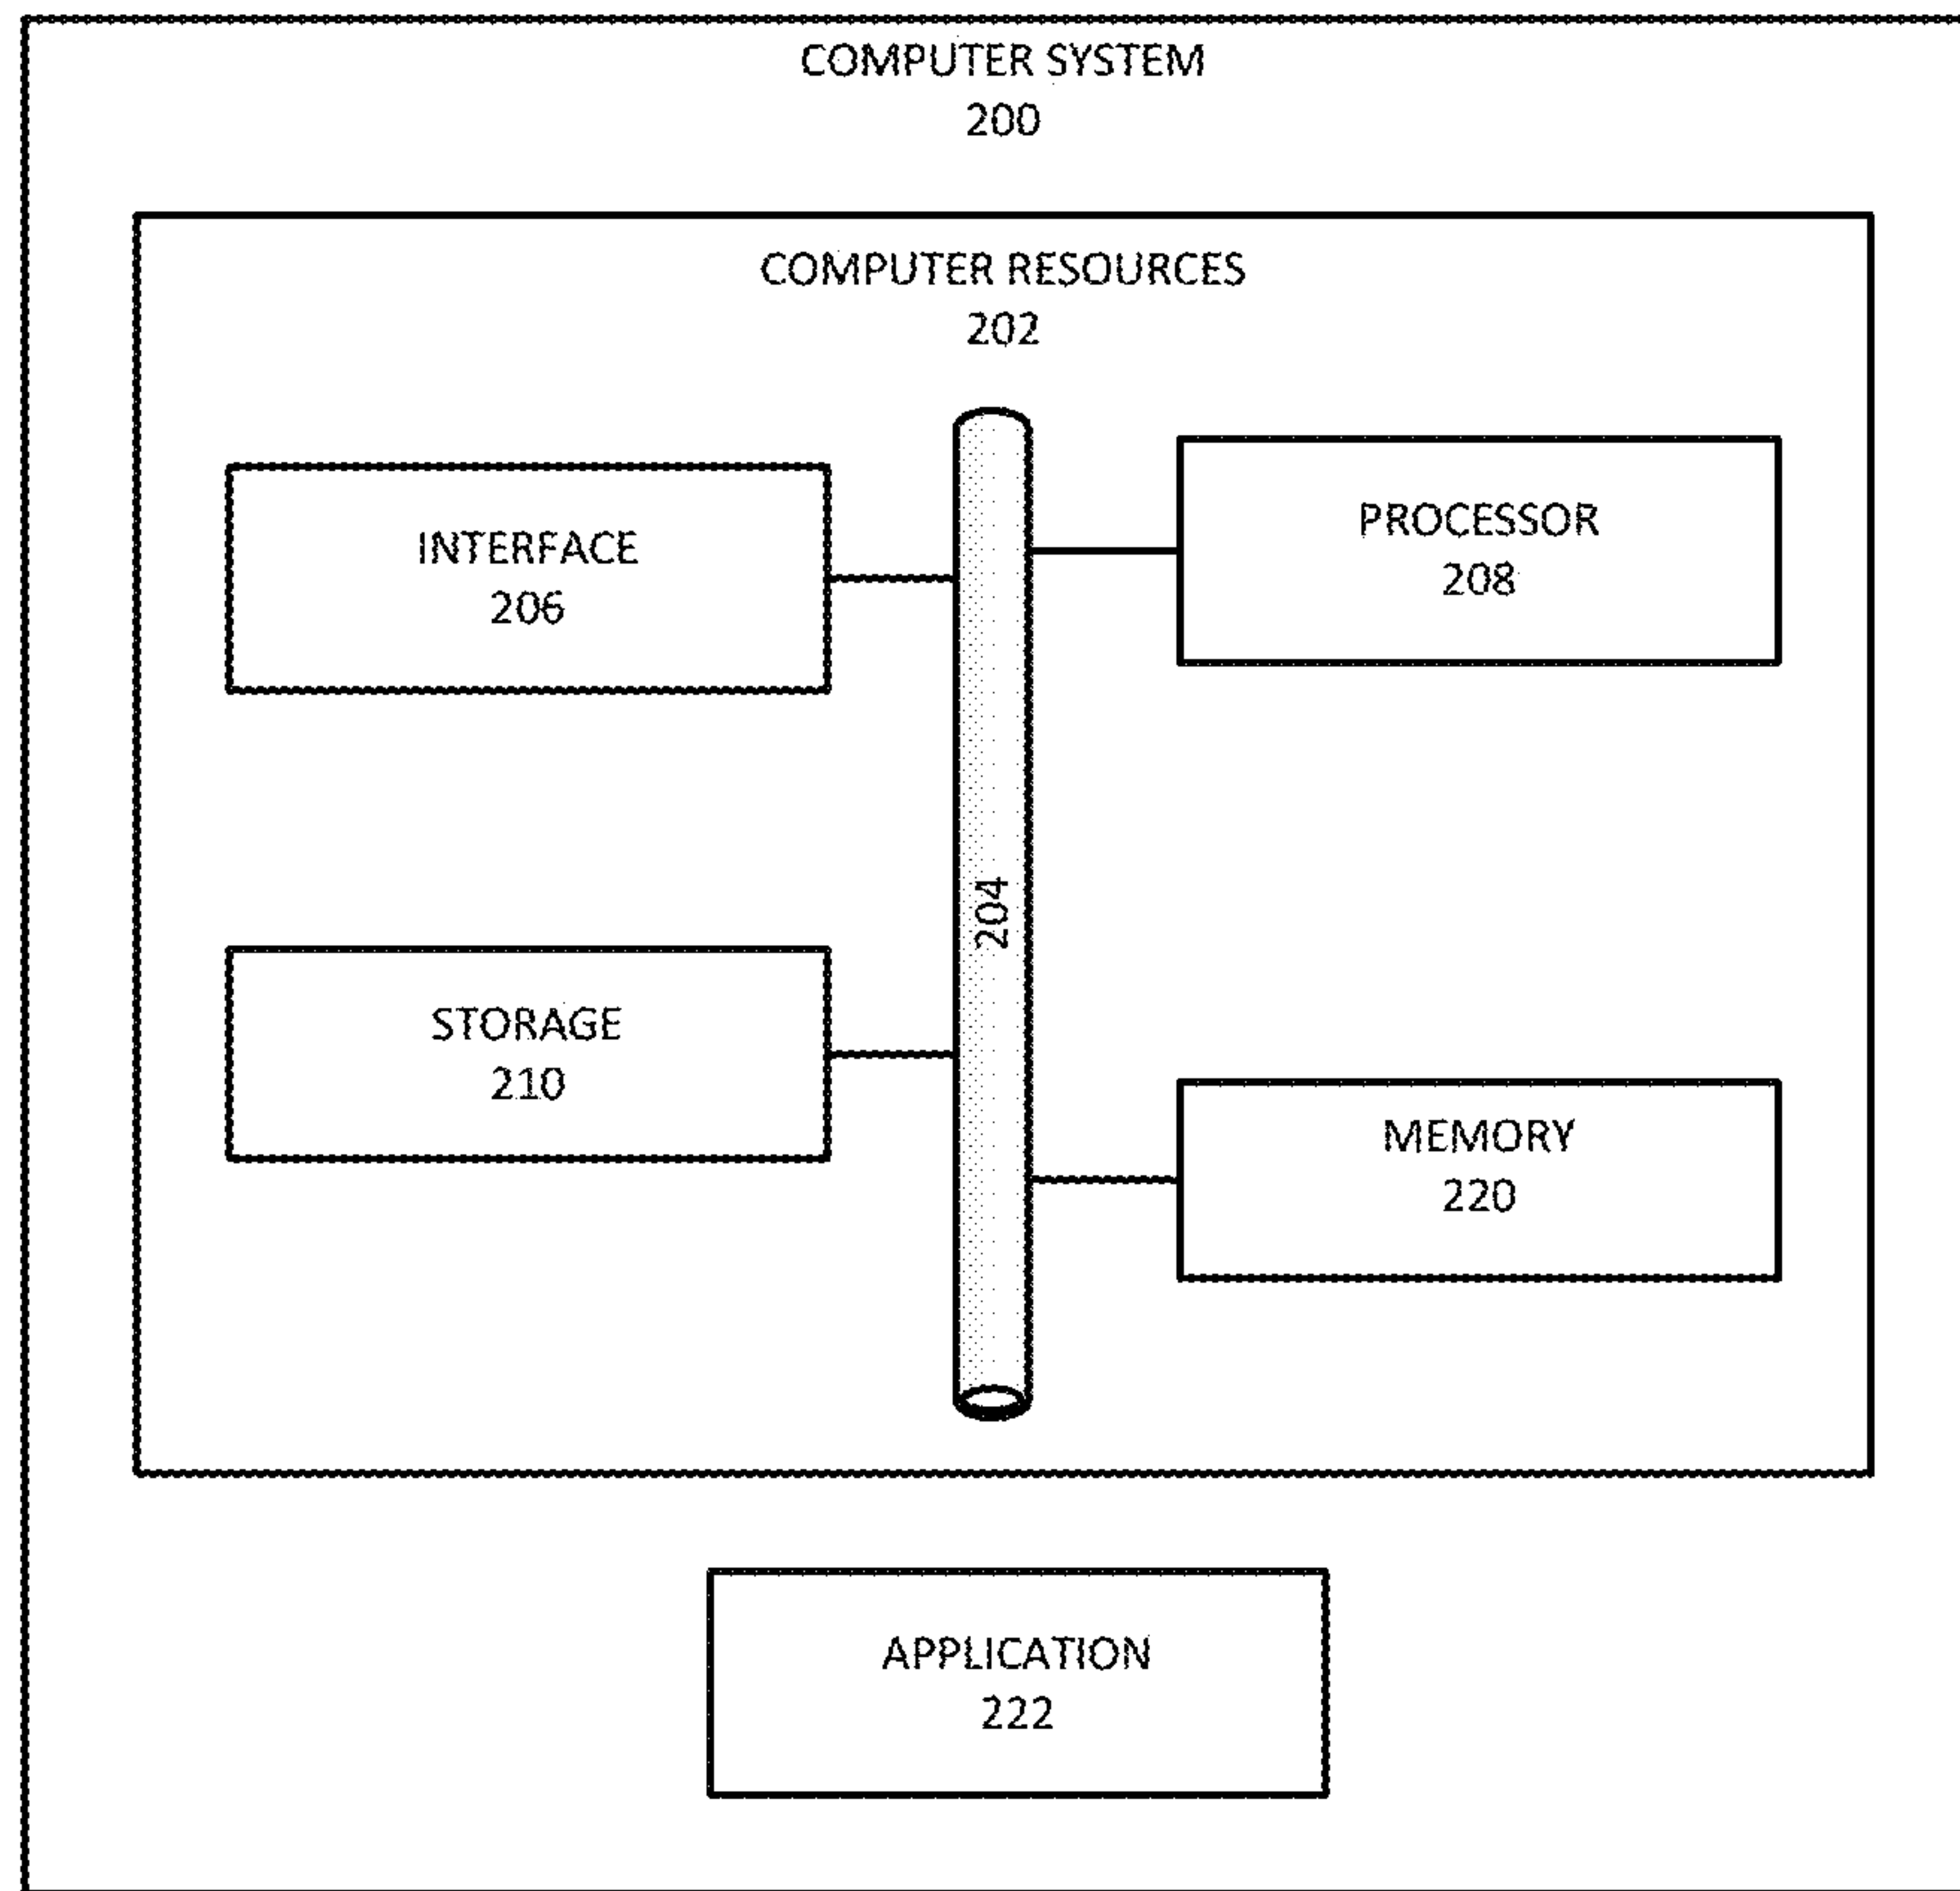 COMPUTER SYSTEM
200
COMPUTER RESOURCES
202
INTERFACE
206
PROCESSOR
208
204
STORAGE
210
MEMORY
220
APPLICATION
222